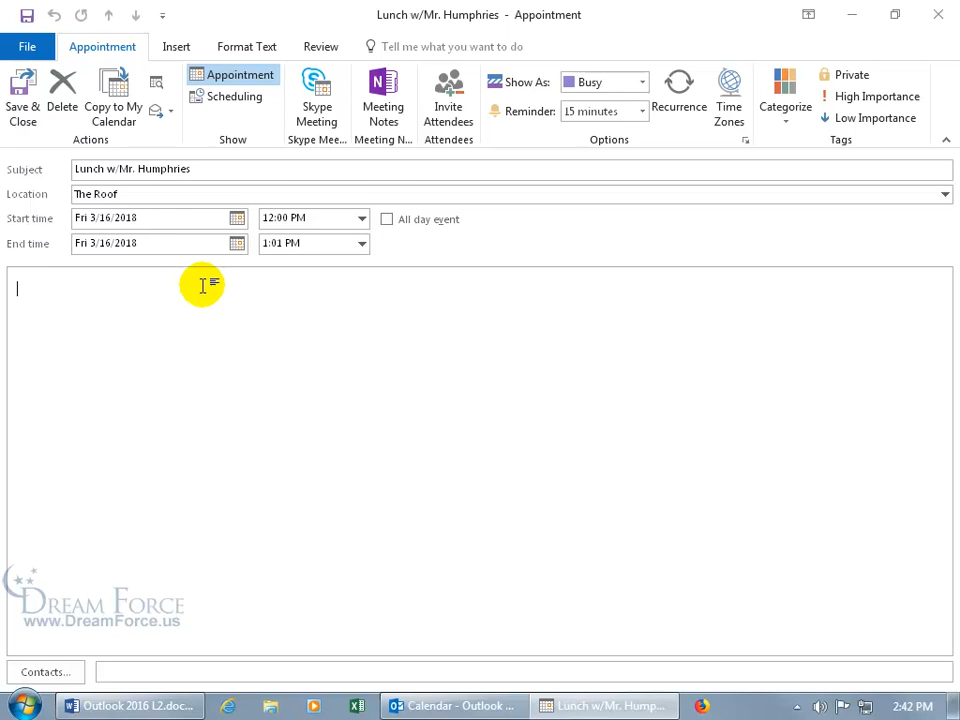 Lunch w/Mr. Humphries - Appointment
File Appointment Insert Format Text Review Tell me what you want to do
Save & Close
Delete
Copy to My Calendar
Actions
Appointment
Scheduling
Show
Skype Meeting
Skype Mee...
Meeting Notes
Meeting N...
Invite Attendees
Attendees
Show As: Busy
Reminder: 15 minutes
Recurrence
Time Zones
Options
Categorize
Private
High Importance
Low Importance
Tags
Subject Lunch w/Mr. Humphries
Location The Roof
Start time Fri 3/16/2018 12:00 PM All day event
End time Fri 3/16/2018 1:01 PM
DREAM FORCE
www.DreamForce.us
Contacts...
Outlook 2016 L2.doc... Calendar - Outlook ... Lunch w/Mr. Hump... 2:42 PM